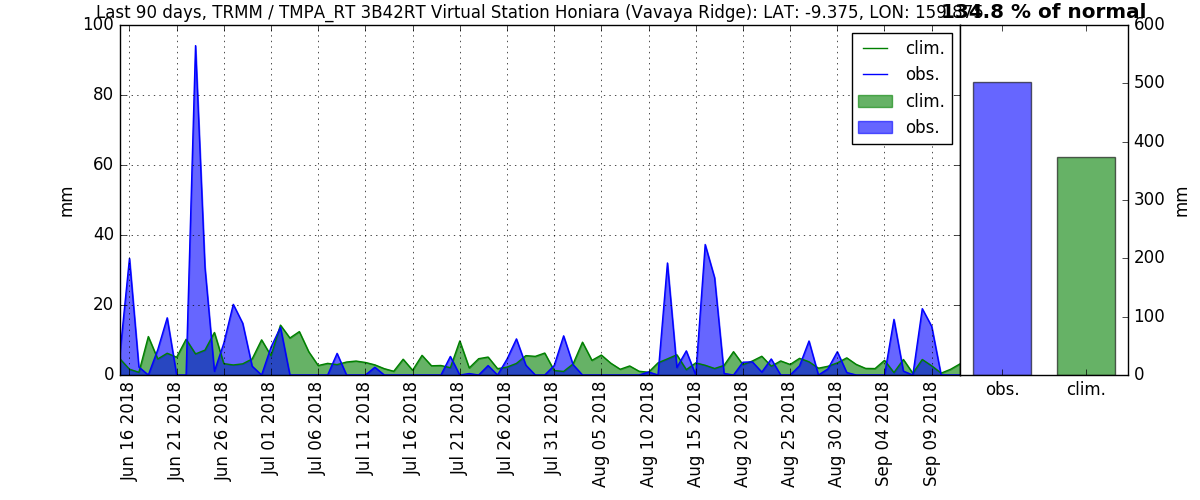 Last 90 days, TRMM / TMPA_RT 3B42RT Virtual Station Honiara (Vavaya Ridge): LAT: -9.375, LON:
134.8 % of normal
100
80
60
40
20
0
mm
clim.
obs.
clim.
obs.
600
500
400
300
200
100
0
mm
obs.
clim.
Jun 16 2018
Jun 21 2018
Jun 26 2018
Jul 01 2018
Jul 06 2018
Jul 11 2018
Jul 16 2018
Jul 21 2018
Jul 26 2018
Jul 31 2018
Aug 05 2018
Aug 10 2018
Aug 15 2018
Aug 20 2018
Aug 25 2018
Aug 30 2018
Sep 04 2018
Sep 09 2018